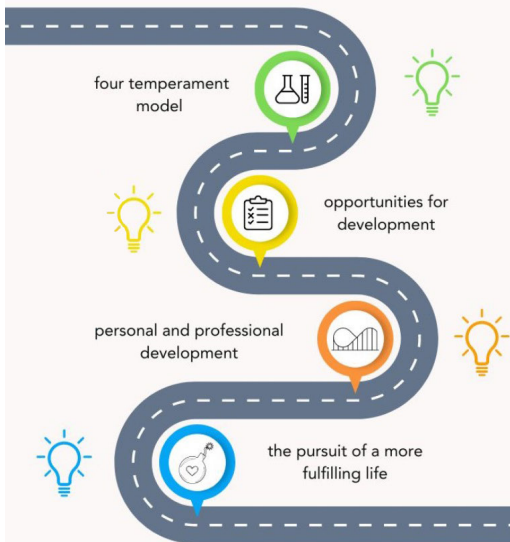 four temperament
model
opportunities for
development
personal and professional
development
the pursuit of a more
fulfilling life